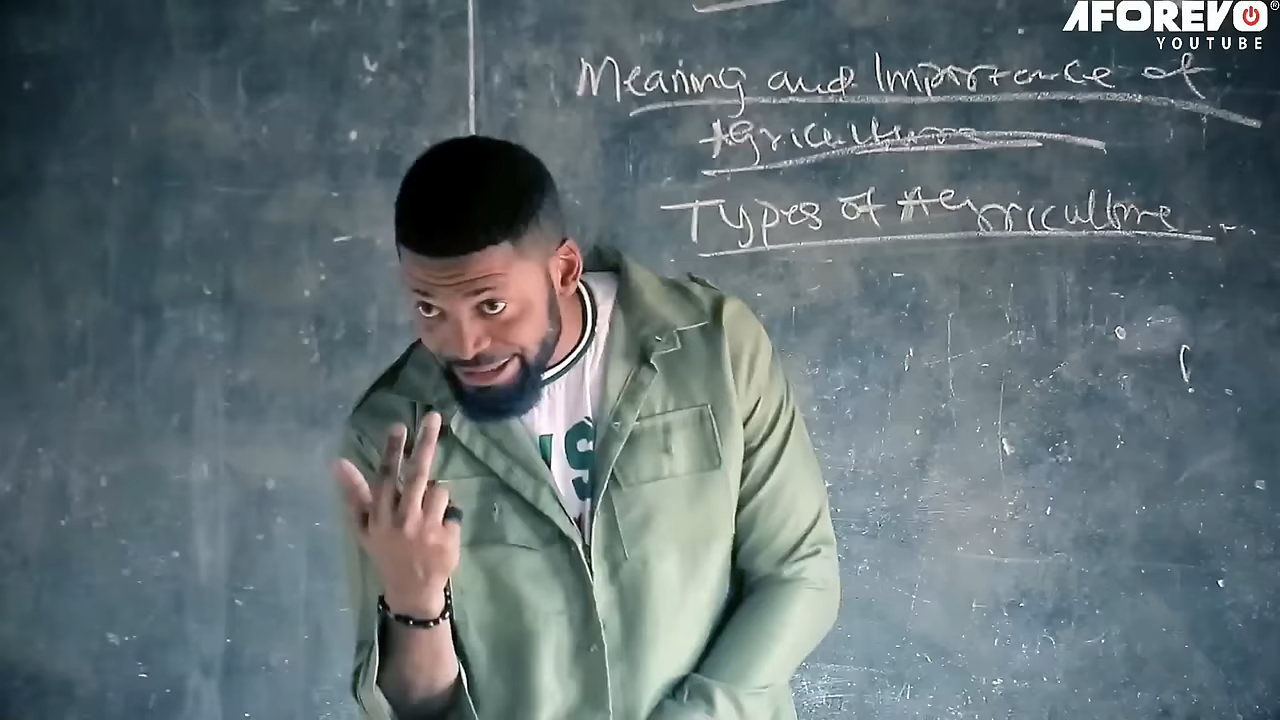 AFOREVO®
YOUTUBE
Meaning and Importance of
Agriculture
Types of Agriculture...